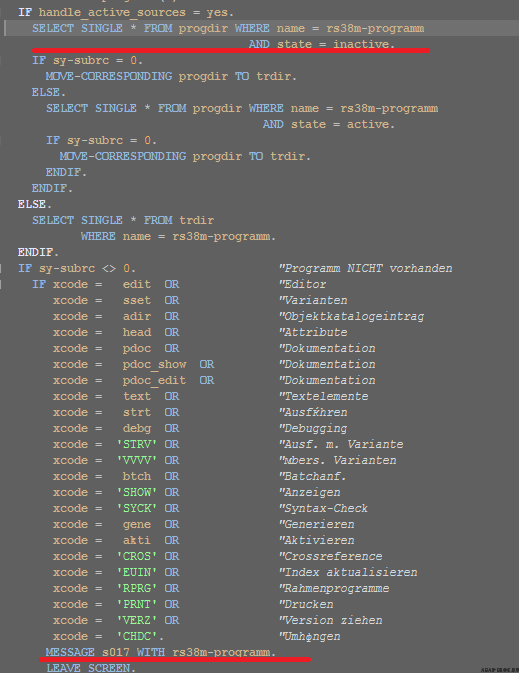 IF handle_active_sources = yes.
SELECT SINGLE * FROM progdir WHERE name = rs38m-programm
AND state = inactive.
IF sy-subrc = 0.
MOVE-CORRESPONDING progdir TO trdir.
ELSE.
SELECT SINGLE * FROM progdir WHERE name = rs38m-programm
AND state = active.
IF sy-subrc = 0.
MOVE-CORRESPONDING progdir TO trdir.
ENDIF.
ENDIF.
ELSE.
SELECT SINGLE * FROM trdir
WHERE name = rs38m-programm.
ENDIF.
IF sy-subrc <> 0. "Programm NICHT vorhanden
IF xcode = edit OR "Editor
xcode = sset OR "Varianten
xcode = adir OR "Objektkatalogeintrag
xcode = head OR "Attribute
xcode = pdoc OR "Dokumentation
xcode = pdoc_show OR "Dokumentation
xcode = pdoc_edit OR "Dokumentation
xcode = text OR "Textelemente
xcode = strt OR "Ausfќhren
xcode = debg OR "Debugging
xcode = 'STRV' OR "Ausf. m. Variante
xcode = 'VVVV' OR "мbers. Varianten
xcode = btch OR "Batchanf.
xcode = 'SHOW' OR "Anzeigen
xcode = 'SYCK' OR "Syntax-Check
xcode = gene OR "Generieren
xcode = akti OR "Aktivieren
xcode = 'CROS' OR "Crossreference
xcode = 'EUIN' OR "Index aktualisieren
xcode = 'RPRG' OR "Rahmenprogramme
xcode = 'PRNT' OR "Drucken
xcode = 'VERZ' OR "Version ziehen
xcode = 'CHDC'. "Umhфngen
MESSAGE s017 WITH rs38m-programm.
LEAVE SCREEN.